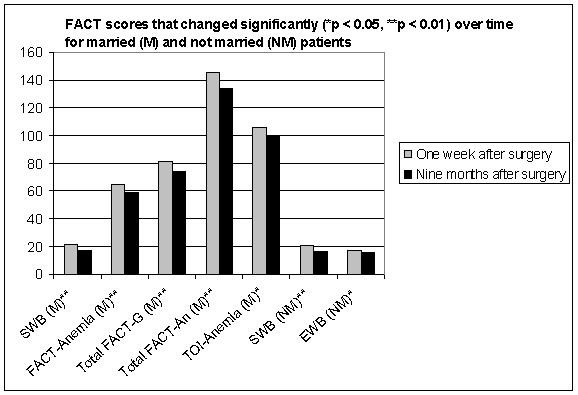 FACT scores that changed significantly (*p < 0.05, **p < 0.01) over time
for married (M) and not married (NM) patients
160
140
120
100
80
60
40
20
0
One week after surgery
Nine months after surgery
SWB (M)**
FACT-Anemia (M)**
Total FACT-G (M)**
Total FACT-An (M)**
TOI-Anemia (M)*
SWB (NM)**
EWB (NM)*